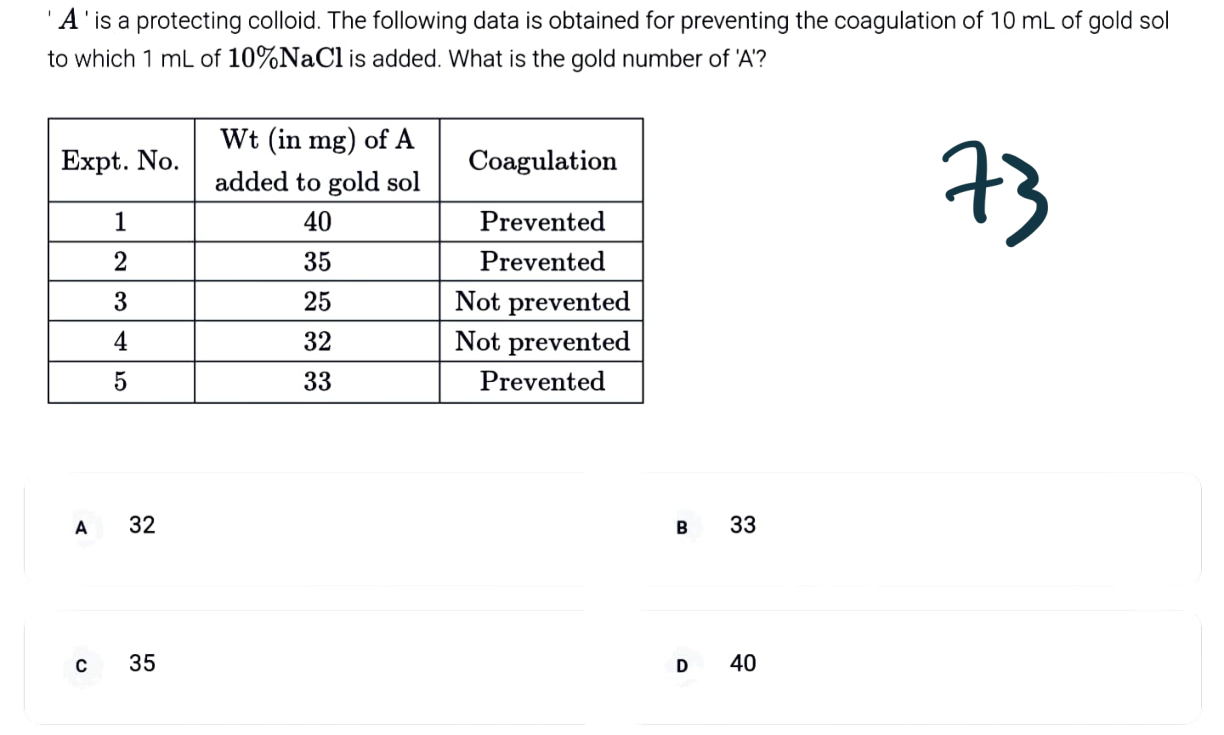 'A' is a protecting colloid. The following data is obtained for preventing the coagulation of 10 mL of gold sol
to which 1 mL of 10%NaCl is added. What is the gold number of 'A'?
Expt. No. Wt (in mg) of A added to gold sol Coagulation
1 40 Prevented
2 35 Prevented
3 25 Not prevented
4 32 Not prevented
5 33 Prevented
73
A 32
B 33
C 35
D 40